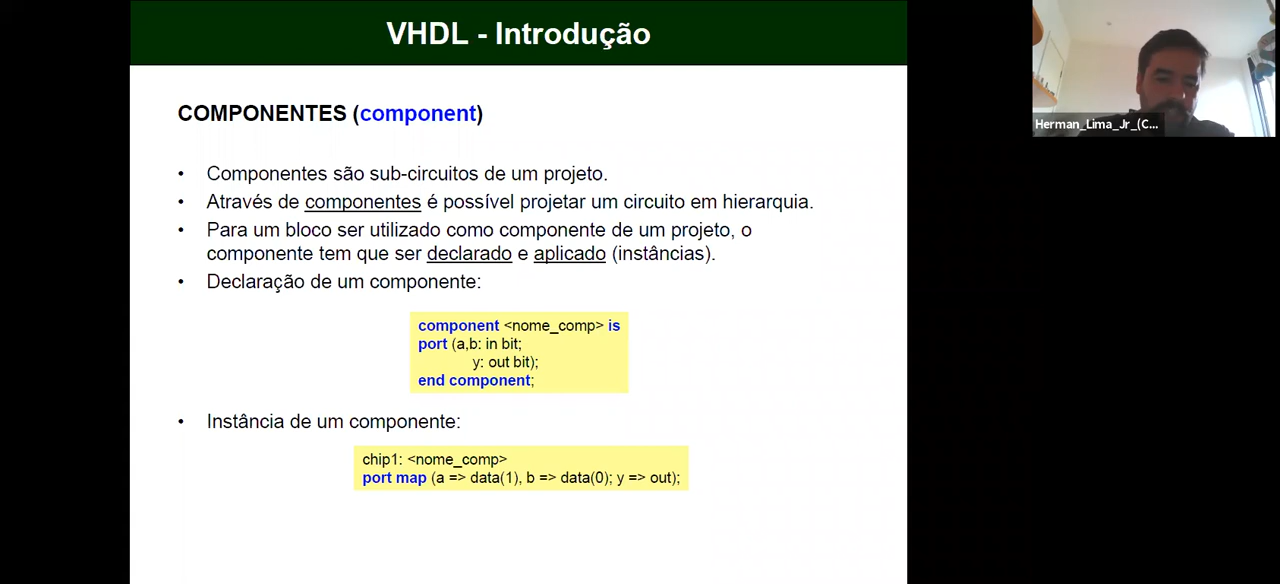 VHDL - Introdução
COMPONENTES (component)
• Componentes são sub-circuitos de um projeto.
• Através de componentes é possível projetar um circuito em hierarquia.
• Para um bloco ser utilizado como componente de um projeto, o
componente tem que ser declarado e aplicado (instâncias).
• Declaração de um componente:
component <nome_comp> is
port (a,b: in bit;
y: out bit);
end component;
• Instância de um componente:
chip1: <nome_comp>
port map (a => data(1), b => data(0); y => out);
Herman_Lima_Jr_(C...